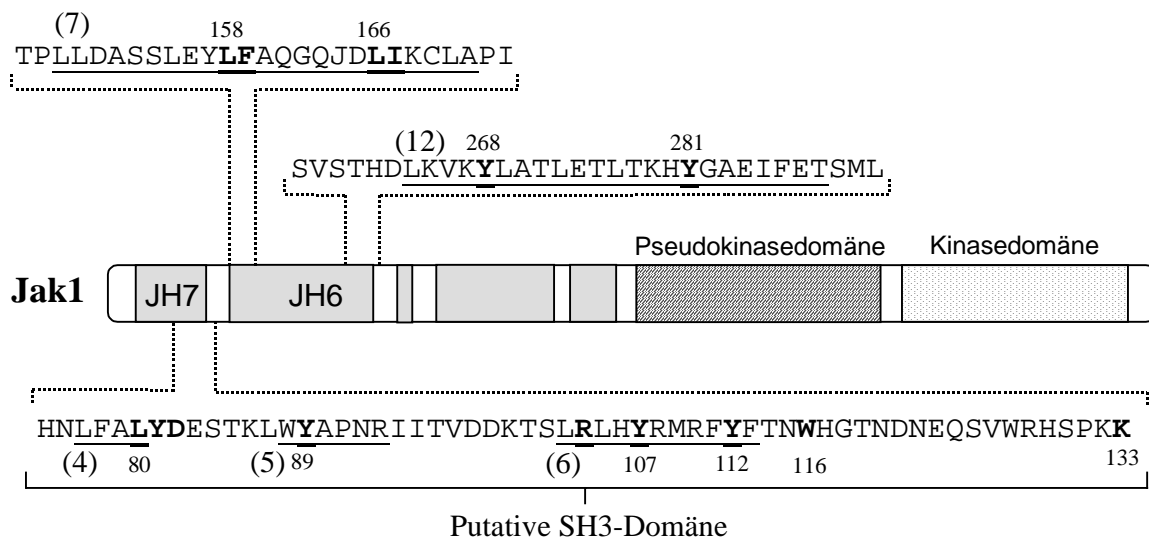 (7) 158 166
TPLLDASSLEYLFAQGQJDLIKCLAPI
(12) 268 281
SVSTHDLKVKYLATLETLTKHYGAEIFETSML
Pseudokinasedomäne Kinasedomäne
Jak1 JH7 JH6
HNLFALYDESTKLWYAPNRIITVDDKTSLRLHYRMRFYFTNWHGTNDNEQSVWRHSPKK
(4) 80 (5) 89 (6) 107 112 116 133
Putative SH3-Domäne